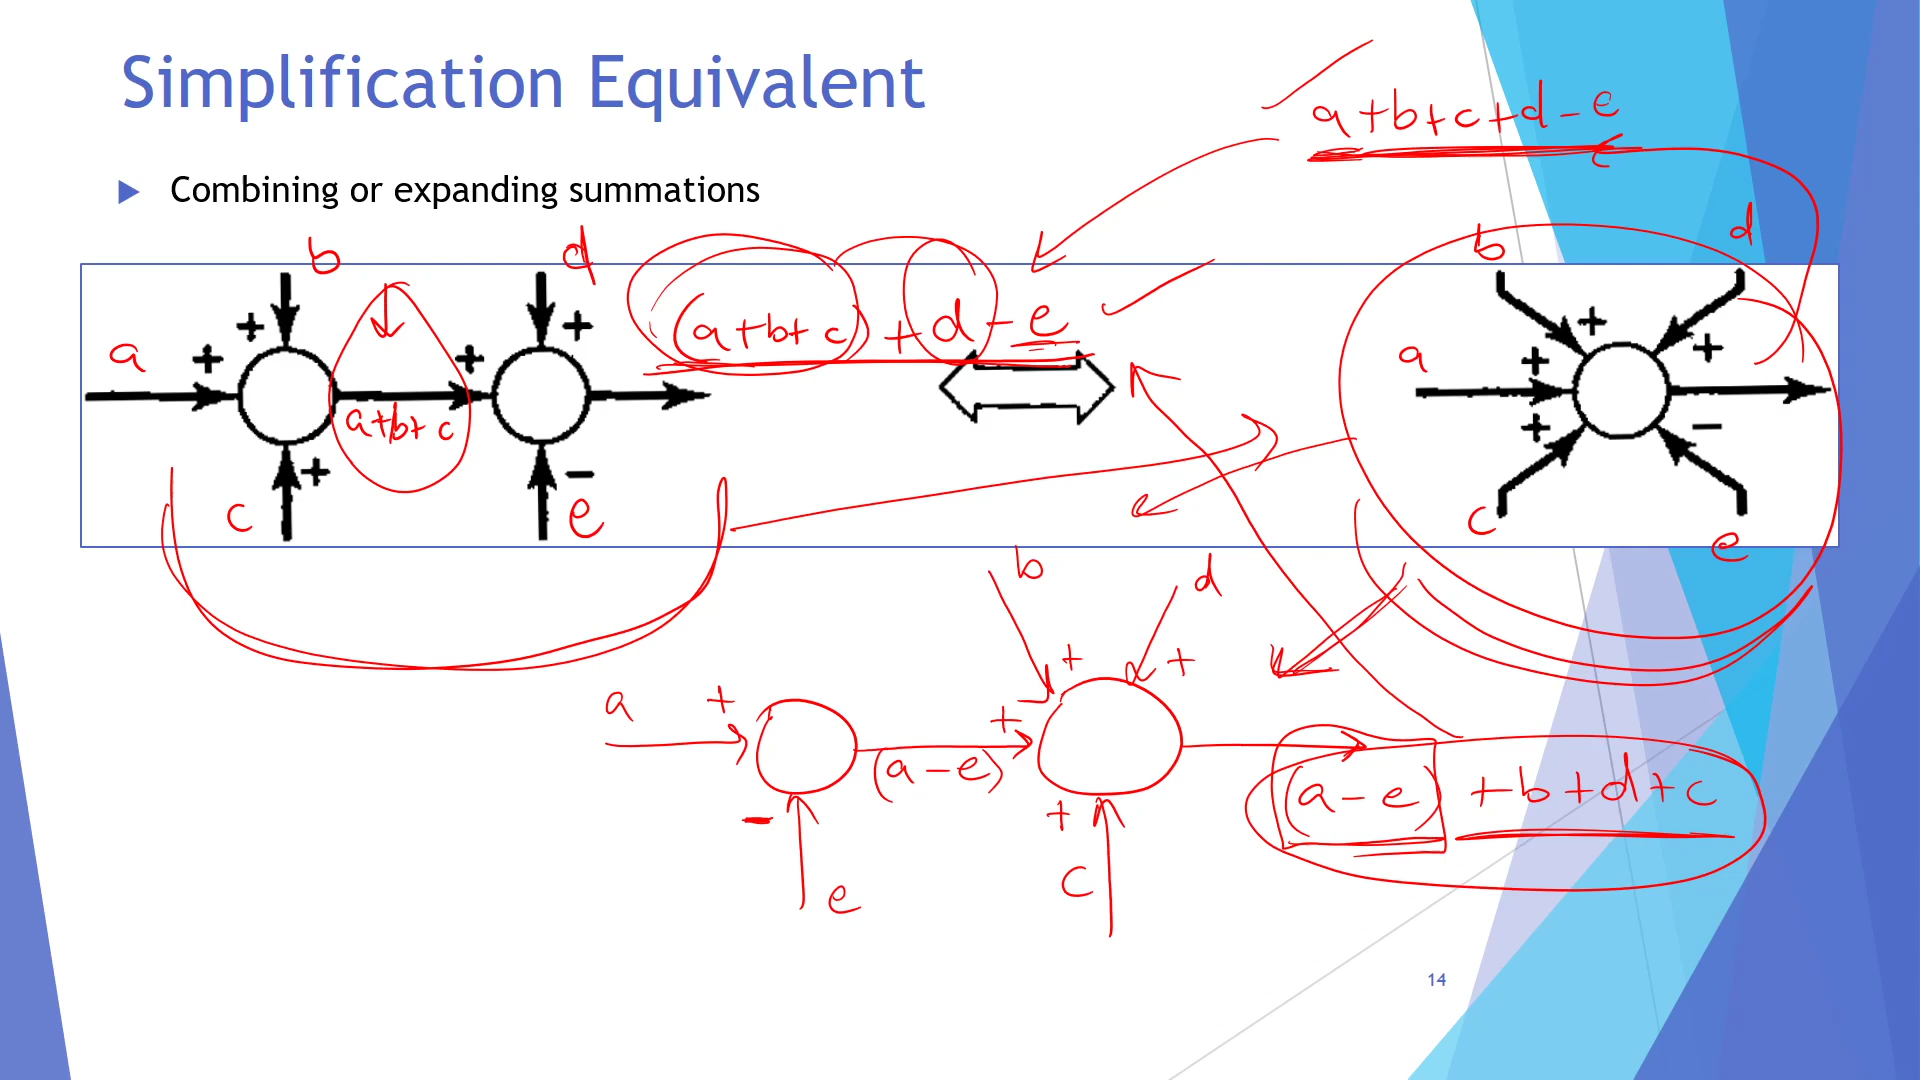 Simplification Equivalent
a+b+c+d-e
Combining or expanding summations
b
d
b
d
(a+b+c)+d-e
+
+
+
+
a
+
+
a
+
+
a+b+c
+
-
+
-
c
e
c
e
b
d
+
+
a
+
+
(a-e)
(a-e)+b+d+c
-
+
e
c
14